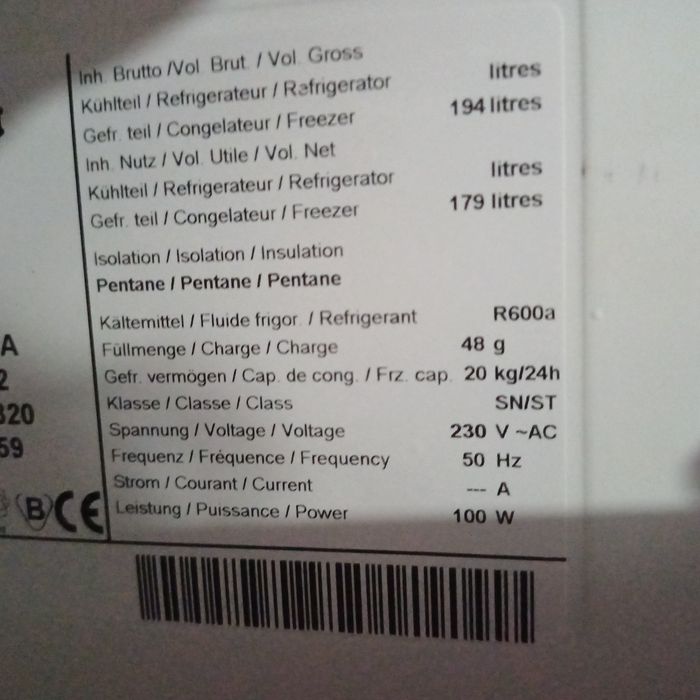 Inh. Brutto /Vol. Brut. / Vol. Gross
Kühlteil / Refrigerateur / Refrigerator litres
Gefr. teil / Congelateur / Freezer 194 litres
Inh. Nutz / Vol. Utile / Vol. Net
Kühlteil / Refrigerateur / Refrigerator litres
Gefr. teil / Congelateur / Freezer 179 litres
Isolation / Isolation / Insulation
Pentane / Pentane / Pentane
Kältemittel / Fluide frigor. / Refrigerant R600a
A
Füllmenge / Charge / Charge 48 g
2
Gefr. vermögen / Cap. de cong. / Frz. cap. 20 kg/24h
320
Klasse / Classe / Class SN/ST
59
Spannung / Voltage / Voltage 230 V ~AC
Frequenz / Fréquence / Frequency 50 Hz
Strom / Courant / Current --- A
B CE
Leistung / Puissance / Power 100 W